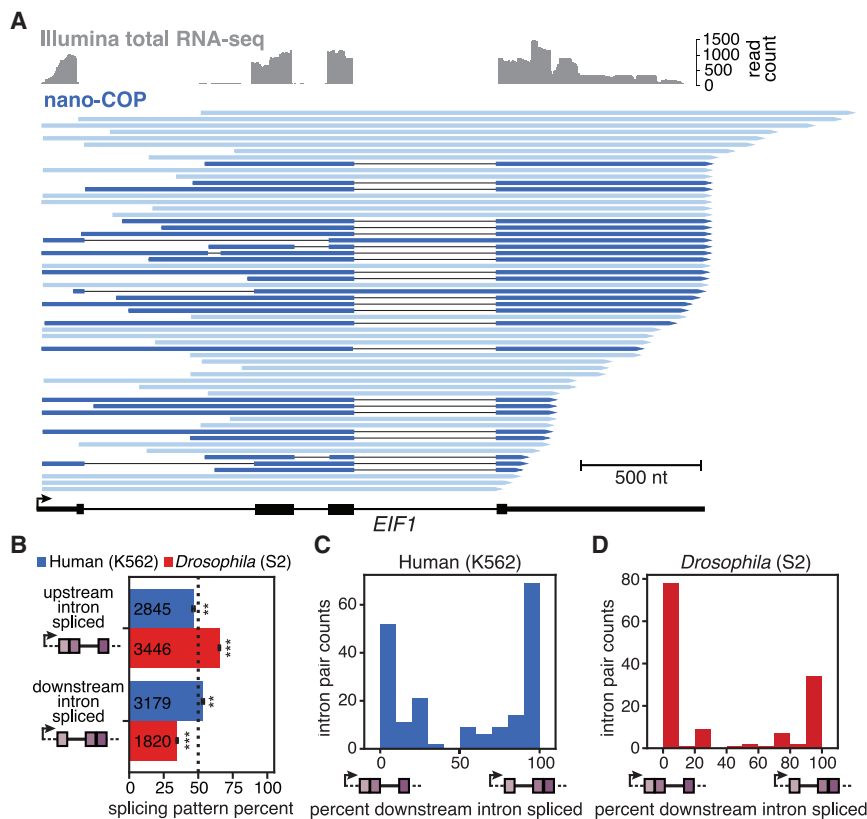 A
Illumina total RNA-seq
1500
1000
500
0
read count
nano-COP
500 nt
EIF1
B
Human (K562) Drosophila (S2)
upstream intron spliced
2845
**
3446
***
downstream intron spliced
3179
**
1820
***
0 25 50 75 100
splicing pattern percent
C
Human (K562)
intron pair counts
60
40
20
0
0 50 100
percent downstream intron spliced
D
Drosophila (S2)
intron pair counts
80
60
40
20
0
0 20 40 60 80 100
percent downstream intron spliced